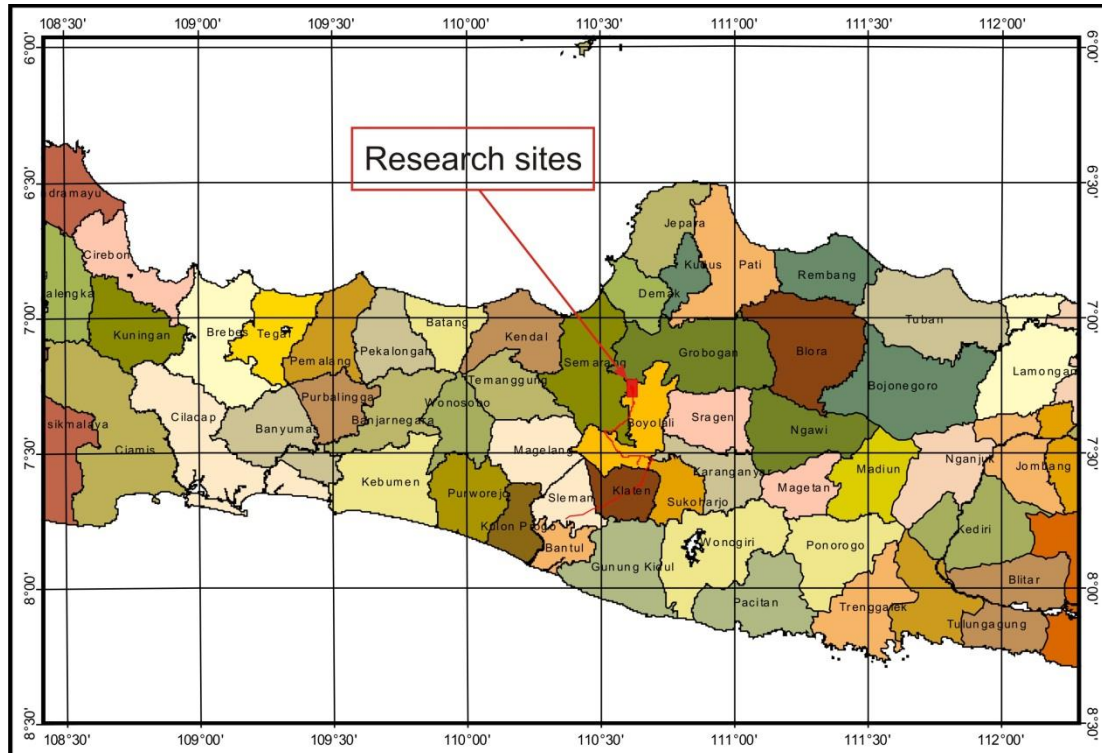 108°30' 109°00' 109°30' 110°00' 110°30' 111°00' 111°30' 112°00'
6°00' 6°00'
Research sites
6°30' 6°30'
dramayu
Jepara
Cirebon
Kudus Pati Rembang
alengka Demak
7°00' 7°00'
Kuningan Brebes Tegal Batang Kendal Tuban
Pemalang Pekalongan Semarang Grobogan Blora
Temanggung Bojonegoro Lamongan
Purbalingga Wonosobo
Cilacap Banjarnegara Boyolali Sragen
sikmalaya Banyumas Ngawi
Ciamis Magelang
7°30' 7°30'
Karanganyar Madiun Nganjuk Jombang
Kebumen Purworejo Sleman Klaten Sukoharjo Magetan
Kulon Progo Kediri
Bantul Wonogiri Ponorogo
Gunung Kidul Blitar
8°00' 8°00'
Pacitan Trenggalek
Tulungagung
8°30' 8°30'
108°30' 109°00' 109°30' 110°00' 110°30' 111°00' 111°30' 112°00'